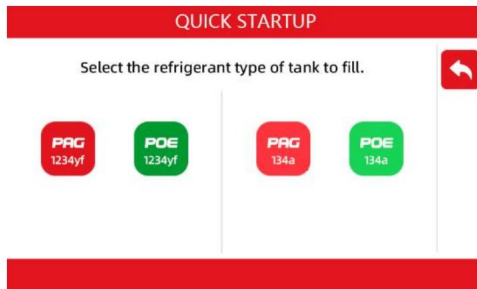 QUICK STARTUP
Select the refrigerant type of tank to fill.
PAG
1234yf
POE
1234yf
PAG
134a
POE
134a